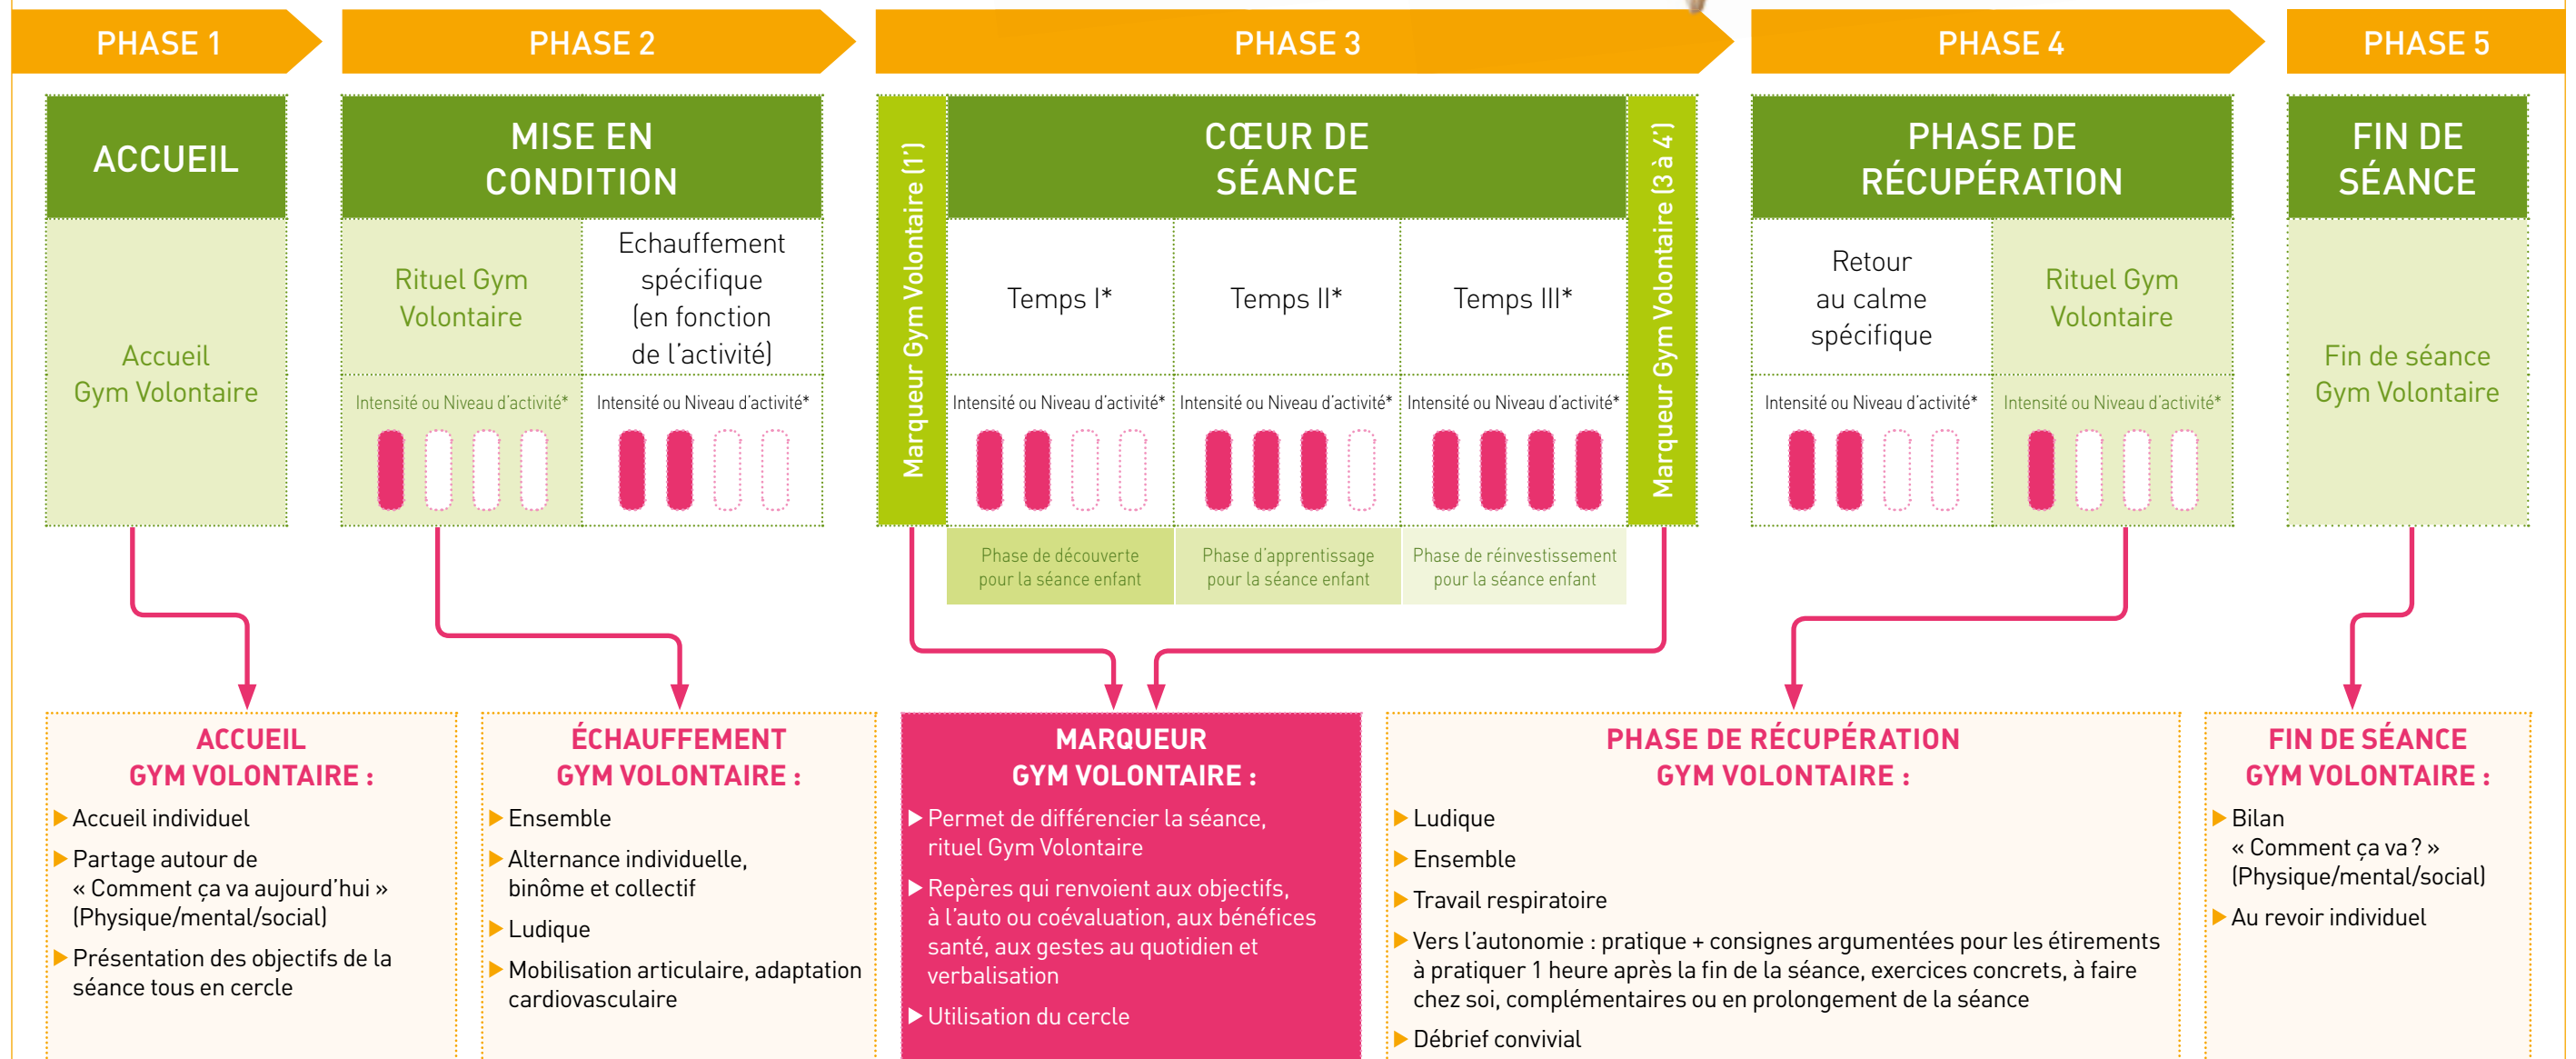 PHASE 1
PHASE 2
PHASE 3
PHASE 4
PHASE 5
ACCUEIL
Accueil
Gym Volontaire
MISE EN
CONDITION
Rituel Gym
Volontaire
Intensité ou Niveau d'activité*
Echauffement
spécifique
(en fonction
de l'activité)
Intensité ou Niveau d'activité*
Marqueur Gym Volontaire (1')
CŒUR DE
SÉANCE
Temps I*
Intensité ou Niveau d'activité*
Phase de découverte
pour la séance enfant
Temps II*
Intensité ou Niveau d'activité*
Phase d'apprentissage
pour la séance enfant
Temps III*
Intensité ou Niveau d'activité*
Phase de réinvestissement
pour la séance enfant
Marqueur Gym Volontaire (3 à 4')
PHASE DE
RÉCUPÉRATION
Retour
au calme
spécifique
Intensité ou Niveau d'activité*
Rituel Gym
Volontaire
Intensité ou Niveau d'activité*
FIN DE
SÉANCE
Fin de séance
Gym Volontaire
ACCUEIL
GYM VOLONTAIRE :
Accueil individuel
Partage autour de
« Comment ça va aujourd'hui »
(Physique/mental/social)
Présentation des objectifs de la
séance tous en cercle
ÉCHAUFFEMENT
GYM VOLONTAIRE :
Ensemble
Alternance individuelle,
binôme et collectif
Ludique
Mobilisation articulaire, adaptation
cardiovasculaire
MARQUEUR
GYM VOLONTAIRE :
Permet de différencier la séance,
rituel Gym Volontaire
Repères qui renvoient aux objectifs,
à l'auto ou coévaluation, aux bénéfices
santé, aux gestes au quotidien et
verbalisation
Utilisation du cercle
PHASE DE RÉCUPÉRATION
GYM VOLONTAIRE :
Ludique
Ensemble
Travail respiratoire
Vers l'autonomie : pratique + consignes argumentées pour les étirements
à pratiquer 1 heure après la fin de la séance, exercices concrets, à faire
chez soi, complémentaires ou en prolongement de la séance
Débrief convivial
FIN DE SÉANCE
GYM VOLONTAIRE :
Bilan
« Comment ça va ? »
(Physique/mental/social)
Au revoir individuel